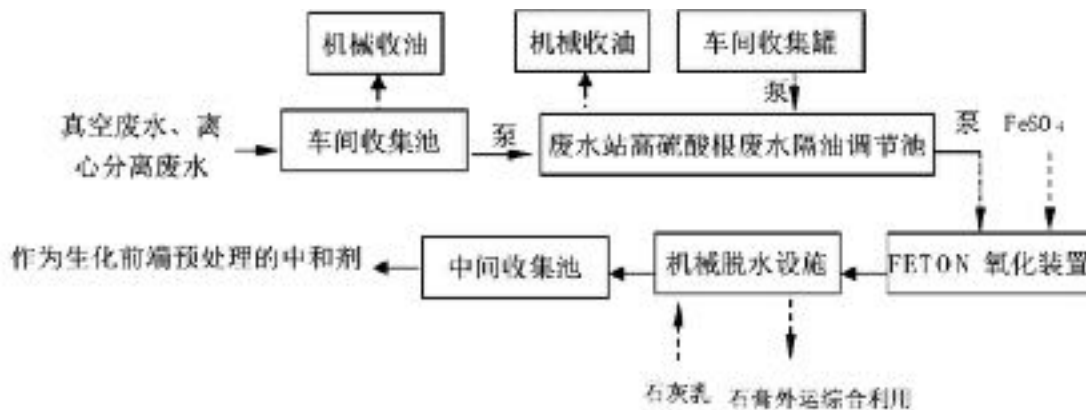 机械收油
机械收油
车间收集罐
泵
真空废水、离
心分离废水
车间收集池
泵
废水站高硫酸根废水隔油调节池
泵
FeSO₄
作为生化前端预处理的中和剂
中间收集池
机械脱水设施
FETON 氧化装置
石灰乳
石膏外运综合利用